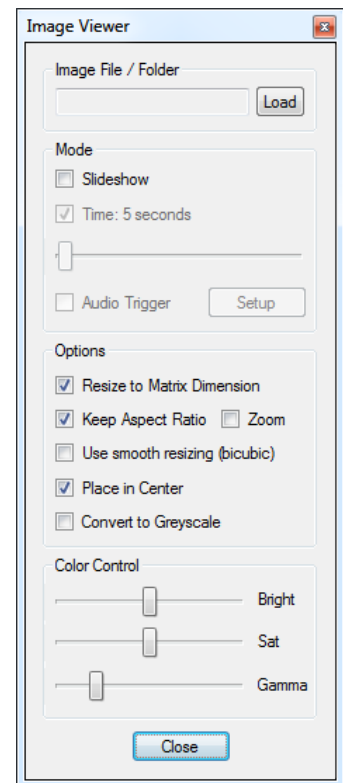 Image Viewer
Image File / Folder
Load
Mode
Slideshow
Time: 5 seconds
Audio Trigger Setup
Options
Resize to Matrix Dimension
Keep Aspect Ratio Zoom
Use smooth resizing (bicubic)
Place in Center
Convert to Greyscale
Color Control
Bright
Sat
Gamma
Close